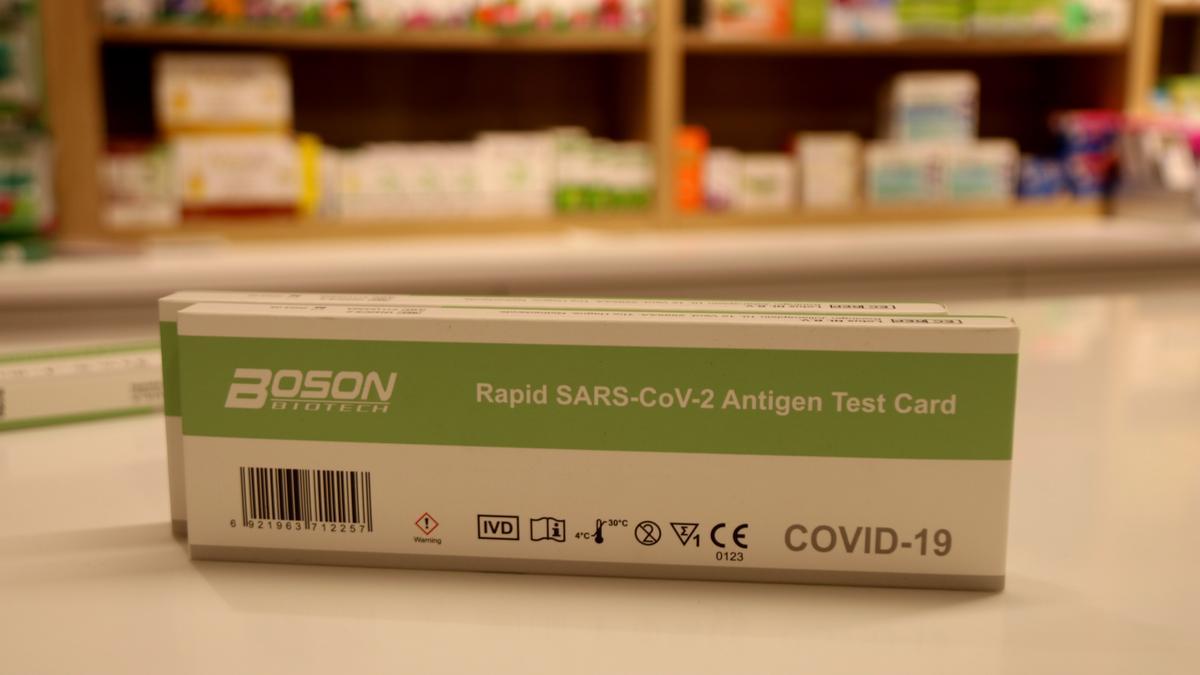 BOSON
BIOTECH
Rapid SARS-CoV-2 Antigen Test Card
6 921963 712257
Warning
IVD
4°C 30°C
Σ 1
CE
0123
COVID-19